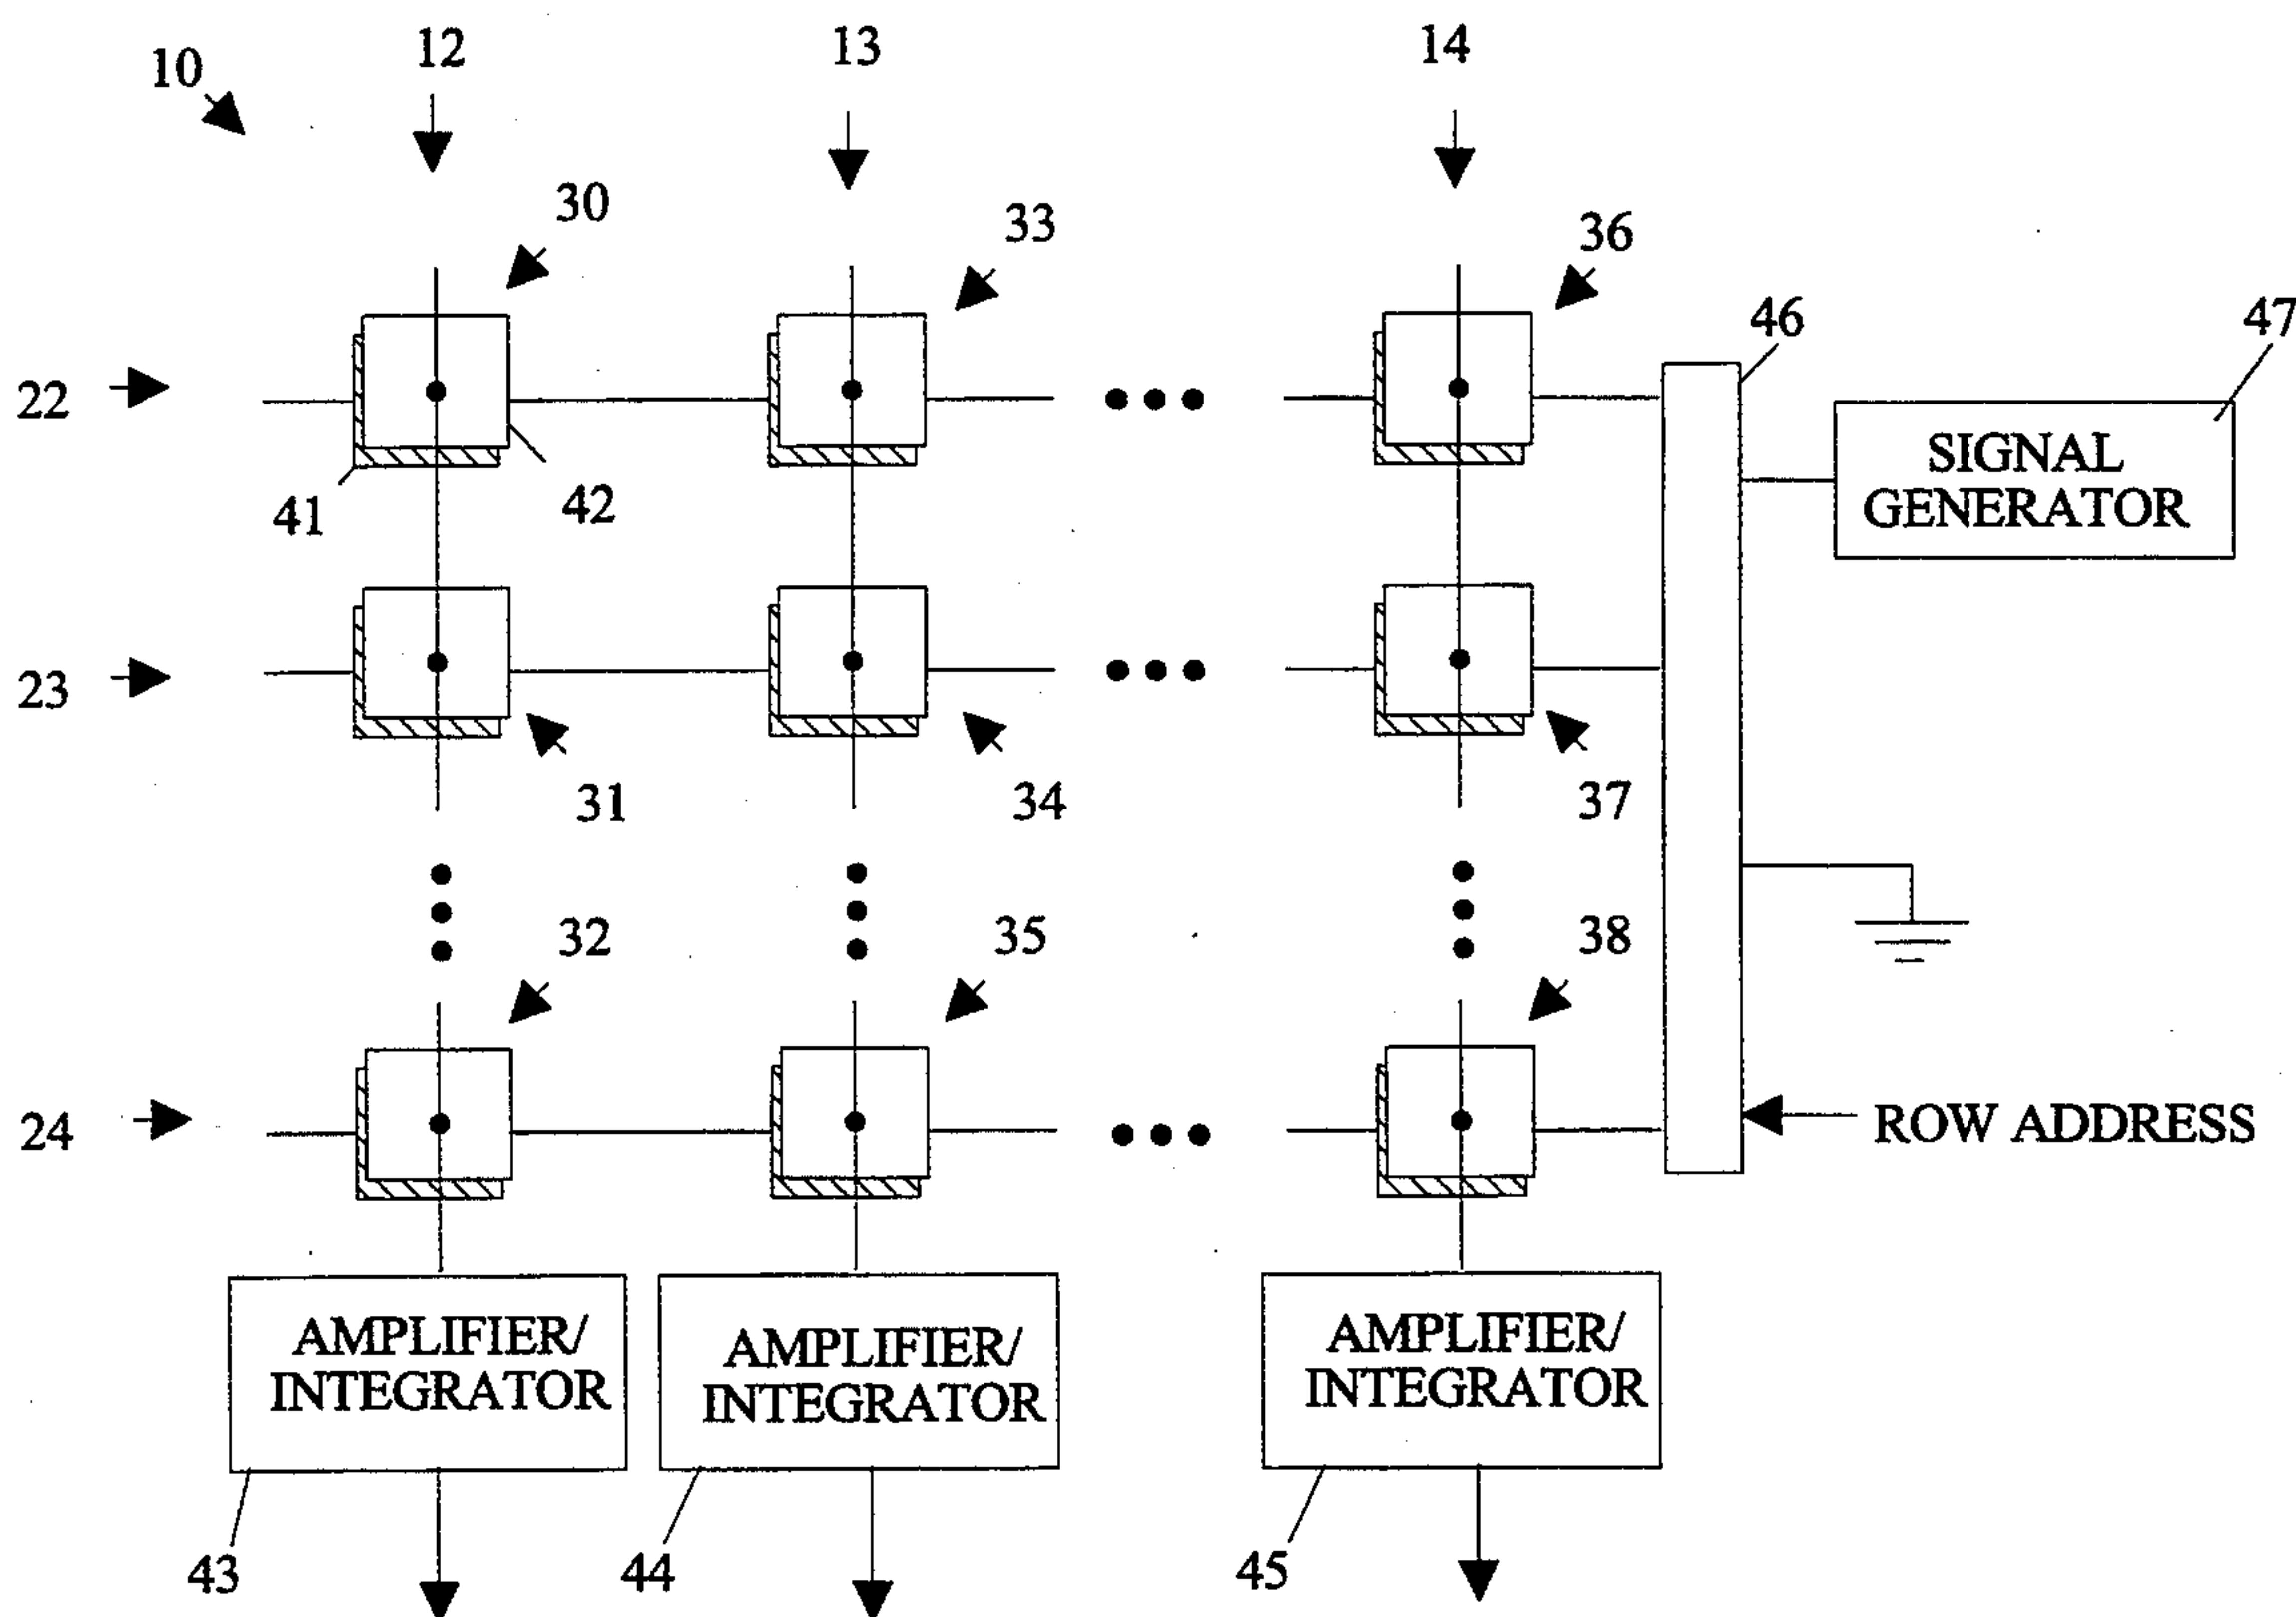 10
12
13
14
30
33
36
46
47
22
41
42
SIGNAL
GENERATOR
23
31
34
37
32
35
38
24
ROW ADDRESS
AMPLIFIER/
INTEGRATOR
AMPLIFIER/
INTEGRATOR
AMPLIFIER/
INTEGRATOR
43
44
45